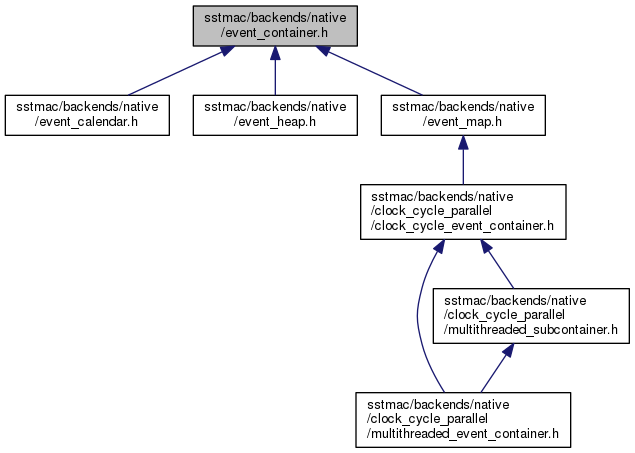 sstmac/backends/native
/event_container.h
sstmac/backends/native
/event_calendar.h
sstmac/backends/native
/event_heap.h
sstmac/backends/native
/event_map.h
sstmac/backends/native
/clock_cycle_parallel
/clock_cycle_event_container.h
sstmac/backends/native
/clock_cycle_parallel
/multithreaded_subcontainer.h
sstmac/backends/native
/clock_cycle_parallel
/multithreaded_event_container.h